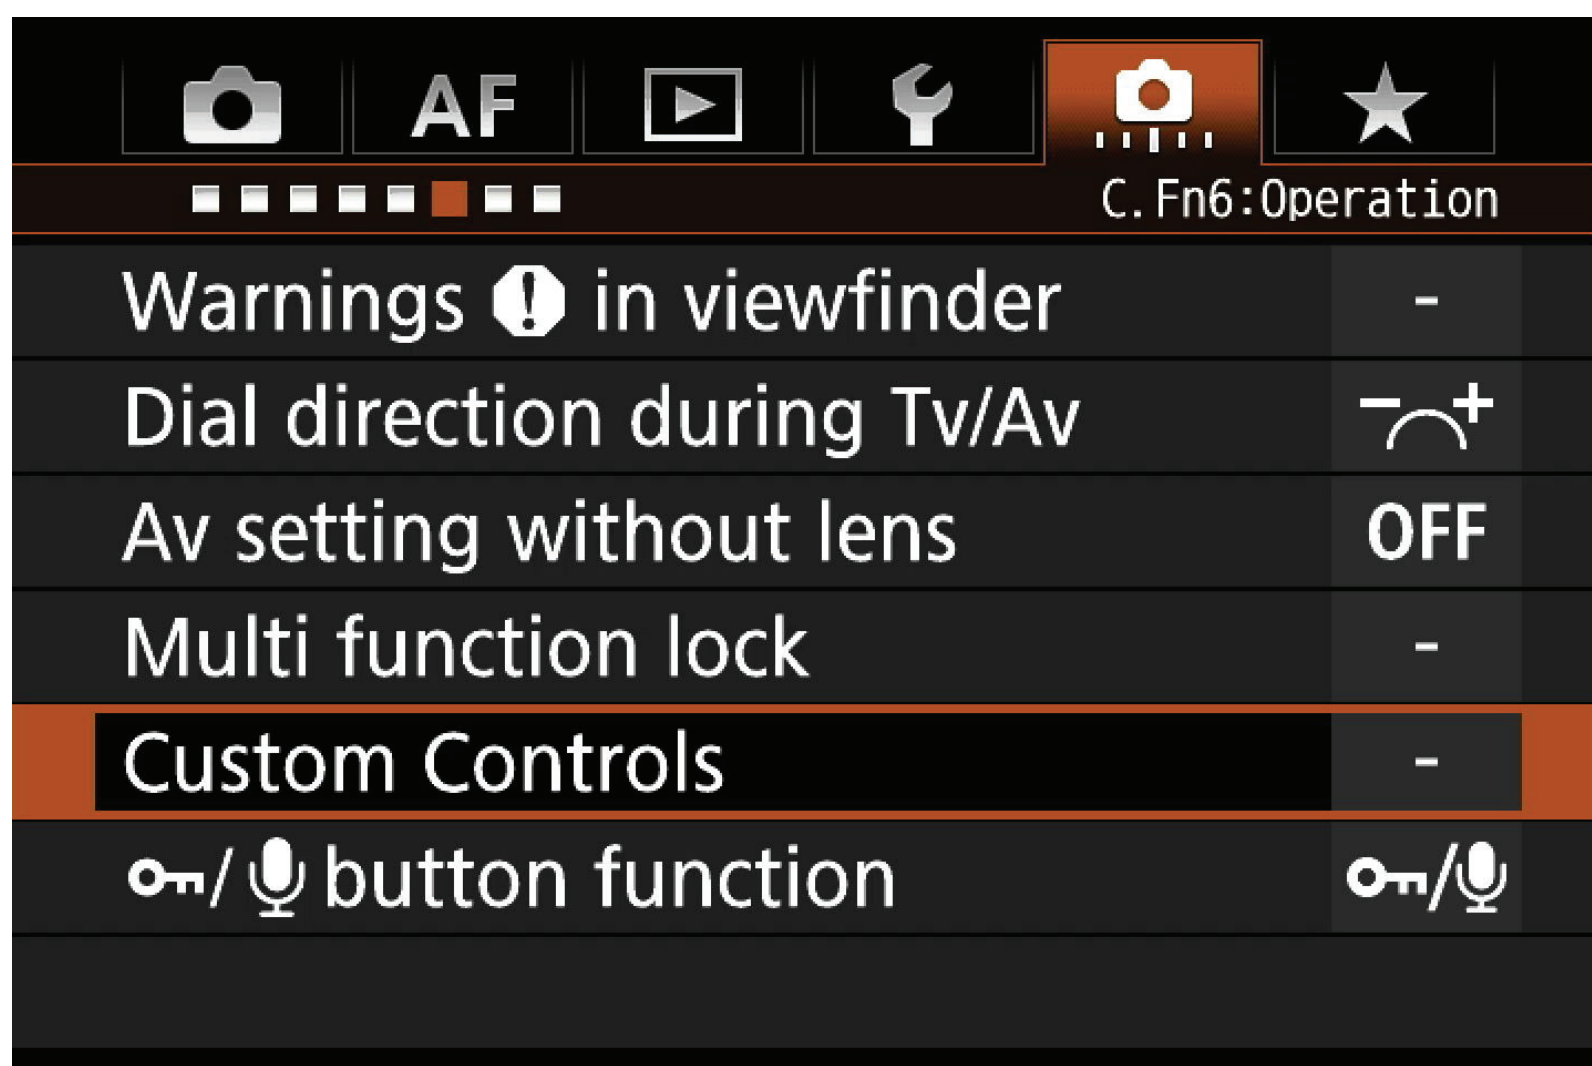 AF
C.Fn6:Operation
Warnings in viewfinder
-
Dial direction during Tv/Av
- +
Av setting without lens
OFF
Multi function lock
-
Custom Controls
-
/ button function
/